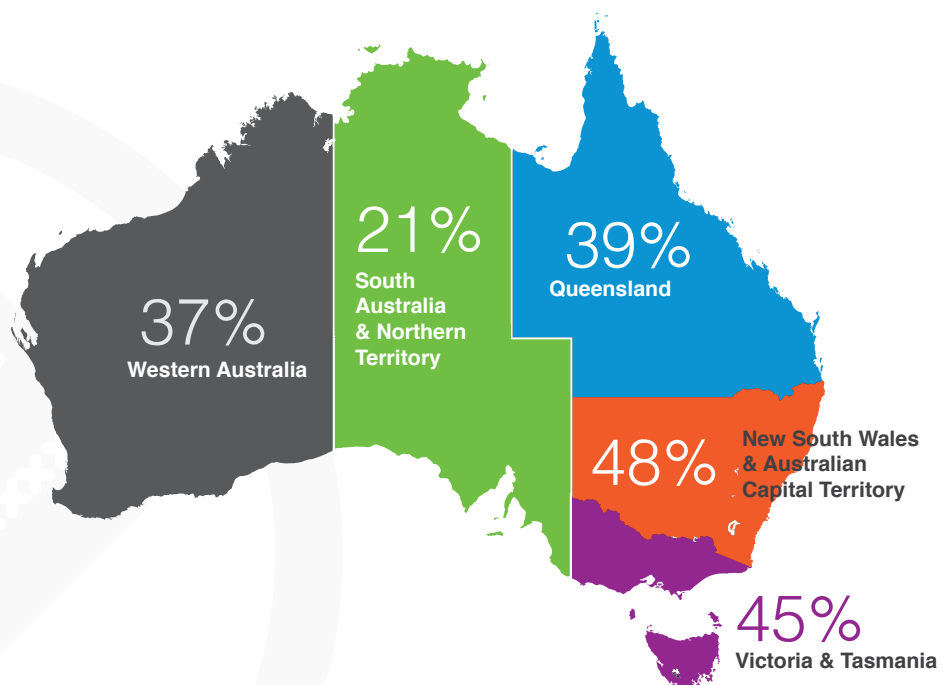 37%
Western Australia
21%
South
Australia
& Northern
Territory
39%
Queensland
48%
New South Wales
& Australian
Capital Territory
45%
Victoria & Tasmania